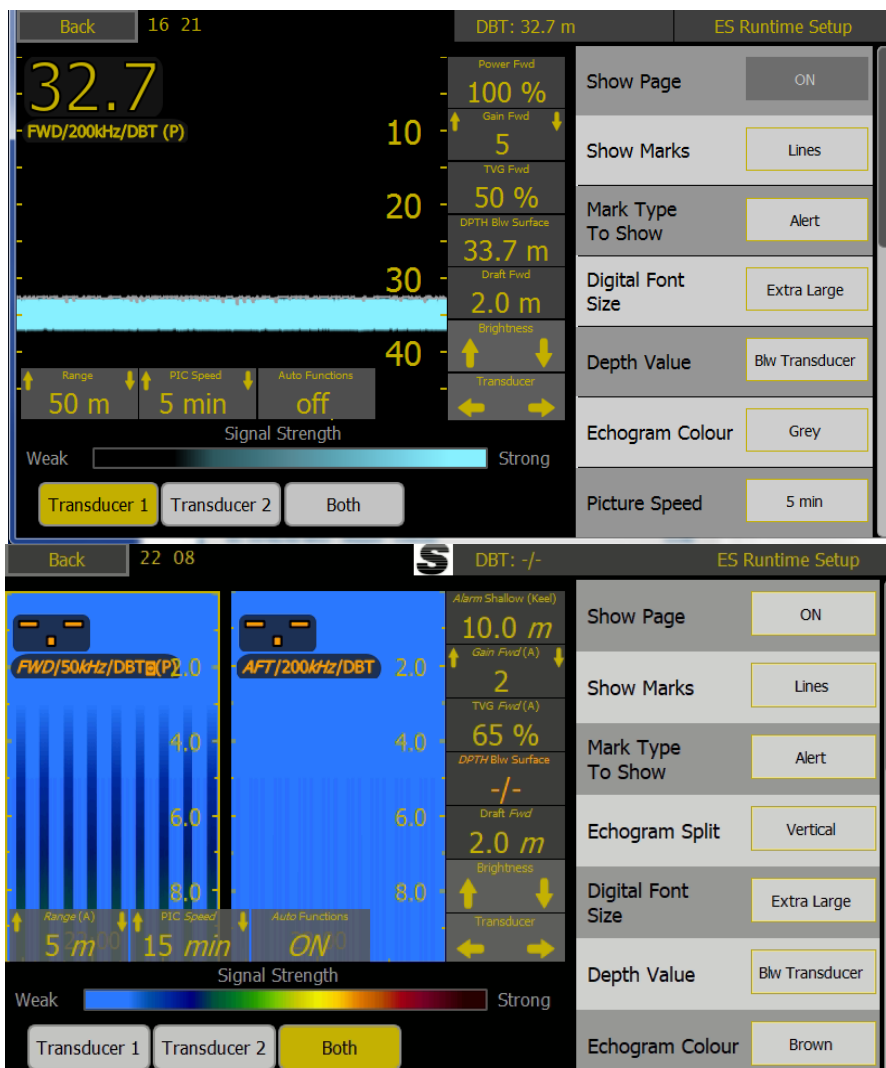 Back 16 21 DBT: 32.7 m ES Runtime Setup
32.7
FWD/200kHz/DBT (P)
10
20
30
40
Power Fwd
100 %
Gain Fwd
5
TVG Fwd
50 %
DPTH Blw Surface
33.7 m
Draft Fwd
2.0 m
Brightness
Transducer
Range
50 m
PIC Speed
5 min
Auto Functions
off
Signal Strength
Weak Strong
Transducer 1 Transducer 2 Both
Show Page ON
Show Marks Lines
Mark Type
To Show
Alert
Digital Font
Size
Extra Large
Depth Value Blw Transducer
Echogram Colour Grey
Picture Speed 5 min
Back 22 08 S DBT: -/- ES Runtime Setup
FWD/50kHz/DBT (P)
2.0
4.0
6.0
8.0
AFT/200kHz/DBT
2.0
4.0
6.0
8.0
Alarm Shallow (Keel)
10.0 m
Gain Fwd (A)
2
TVG Fwd (A)
65 %
DPTH Blw Surface
-/-
Draft Fwd
2.0 m
Brightness
Transducer
Range (A)
5 m
PIC Speed
15 min
Auto Functions
ON
Signal Strength
Weak Strong
Transducer 1 Transducer 2 Both
Show Page ON
Show Marks Lines
Mark Type
To Show
Alert
Echogram Split Vertical
Digital Font
Size
Extra Large
Depth Value Blw Transducer
Echogram Colour Brown